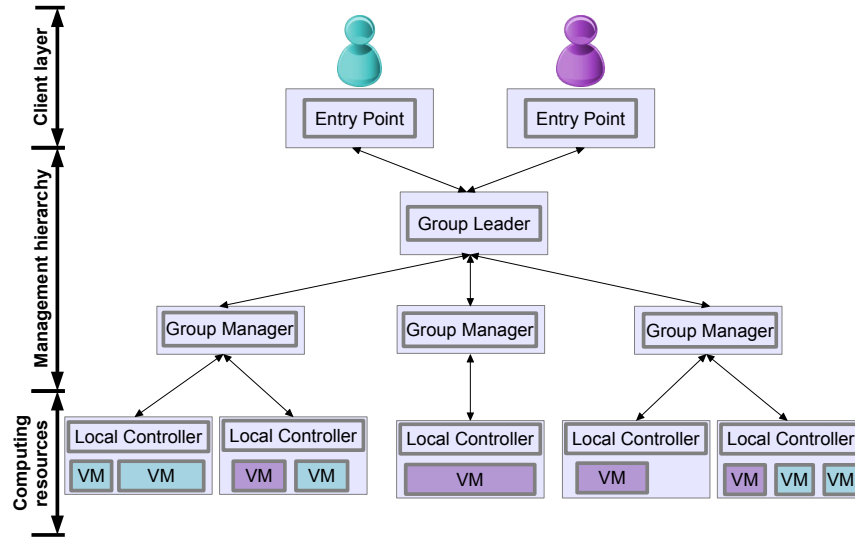 Client layer
Entry Point
Entry Point
Management hierarchy
Group Leader
Group Manager
Group Manager
Group Manager
Computing
resources
Local Controller
Local Controller
Local Controller
Local Controller
Local Controller
VM
VM
VM
VM
VM
VM
VM
VM
VM